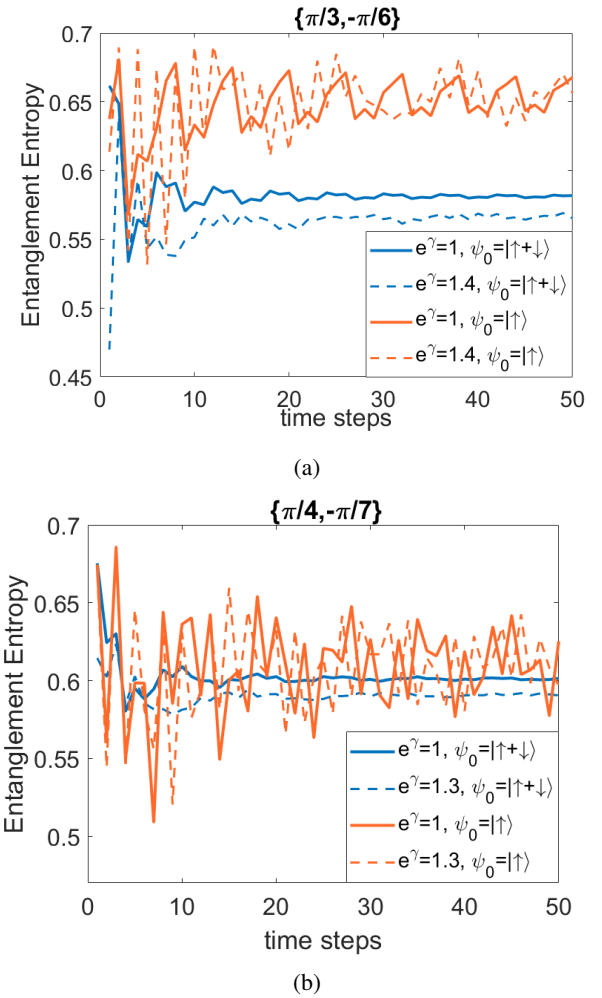 {π/3,-π/6}
Entanglement Entropy
0.7
0.65
0.6
0.55
0.5
0.45
e^γ=1, ψ_0=|↑+↓⟩
e^γ=1.4, ψ_0=|↑+↓⟩
e^γ=1, ψ_0=|↑⟩
e^γ=1.4, ψ_0=|↑⟩
0 10 20 30 40 50
time steps
(a)
{π/4,-π/7}
Entanglement Entropy
0.7
0.65
0.6
0.55
0.5
e^γ=1, ψ_0=|↑+↓⟩
e^γ=1.3, ψ_0=|↑+↓⟩
e^γ=1, ψ_0=|↑⟩
e^γ=1.3, ψ_0=|↑⟩
0 10 20 30 40 50
time steps
(b)